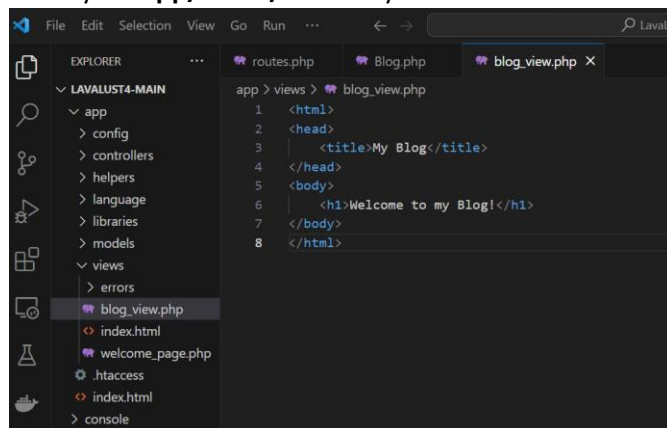 File Edit Selection View Go Run ... ← →
EXPLORER ...
LAVALUST4-MAIN
app
config
controllers
helpers
language
libraries
models
views
errors
blog_view.php
index.html
welcome_page.php
.htaccess
index.html
console
routes.php Blog.php blog_view.php ×
app > views > blog_view.php
1 <html>
2 <head>
3 <title>My Blog</title>
4 </head>
5 <body>
6 <h1>Welcome to my Blog!</h1>
7 </body>
8 </html>